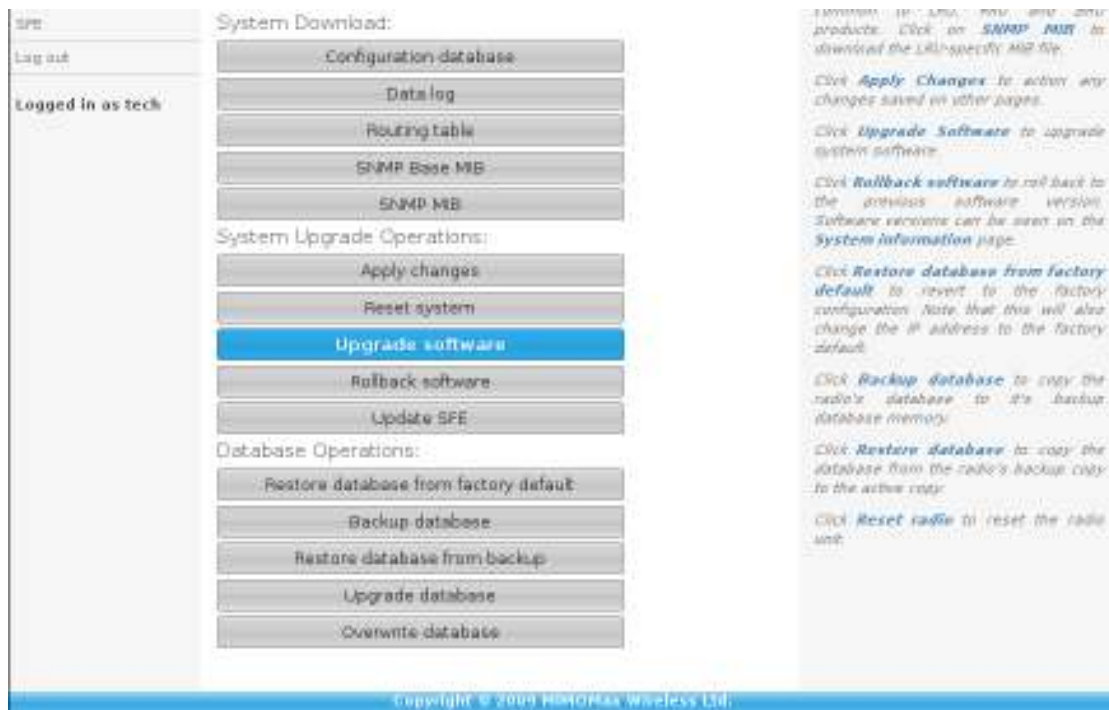 SFE
Log out
Logged in as tech
System Download:
Configuration database
Data log
Routing table
SNMP Base MIB
SNMP MIB
System Upgrade Operations:
Apply changes
Reset system
Upgrade software
Rollback software
Update SFE
Database Operations:
Restore database from factory default
Backup database
Restore database from backup
Upgrade database
Overwrite database
products. Click on SNMP MIB to
download the LRU-specific MIB file.
Click Apply Changes to action any
changes saved on other pages.
Click Upgrade Software to upgrade
system software.
Click Rollback software to roll back to
the previous software version.
Software versions can be seen on the
System information page.
Click Restore database from factory
default to revert to the factory
configuration. Note that this will also
change the IP address to the factory
default.
Click Backup database to copy the
radio's database to it's backup
database memory.
Click Restore database to copy the
database from the radio's backup copy
to the active copy.
Click Reset radio to reset the radio
unit.
Copyright © 2009 MIMOMax Wireless Ltd.